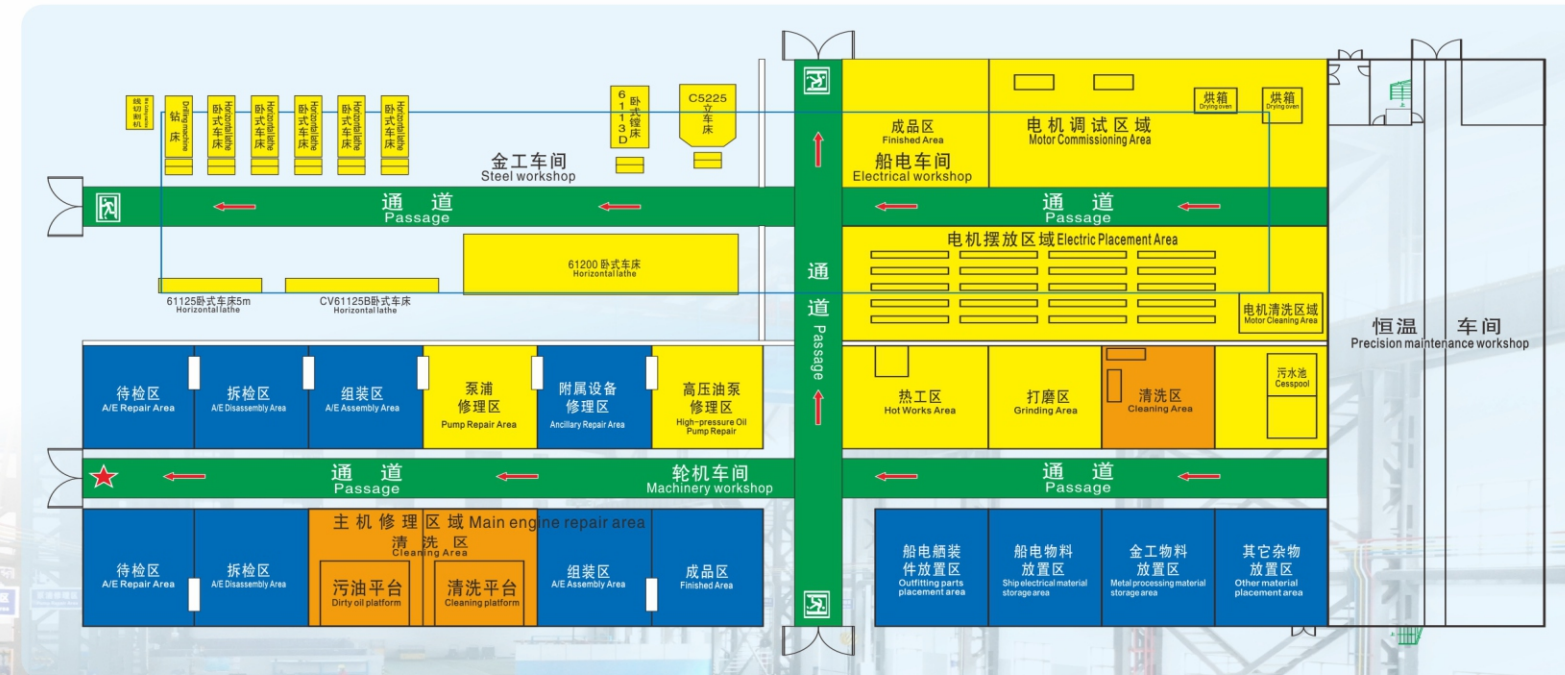 线切割机
钻床
Drilling machine
卧式车床
Horizontal lathe
卧式车床
Horizontal lathe
卧式车床
Horizontal lathe
卧式车床
Horizontal lathe
卧式车床
Horizontal lathe
6113D
卧式镗床
C5225
立车床
金工车间
Steel workshop
成品区
Finished Area
船电车间
Electrical workshop
电机调试区域
Motor Commissioning Area
烘箱
Drying oven
烘箱
Drying oven
通道
Passage
通道
Passage
61200 卧式车床
Horizontal lathe
61125卧式车床5m
Horizontal lathe
CV61125B卧式车床
Horizontal lathe
通道
Passage
电机摆放区域 Electric Placement Area
电机清洗区域
Motor Cleaning Area
恒温车间
Precision maintenance workshop
待检区
A/E Repair Area
拆检区
A/E Disassembly Area
组装区
A/E Assembly Area
泵浦
修理区
Pump Repair Area
附属设备
修理区
Ancillary Repair Area
高压油泵
修理区
High-pressure Oil
Pump Repair
热工区
Hot Works Area
打磨区
Grinding Area
清洗区
Cleaning Area
污水池
Cesspool
通道
Passage
轮机车间
Machinery workshop
通道
Passage
主机修理区域 Main engine repair area
清洗区
Cleaning Area
待检区
A/E Repair Area
拆检区
A/E Disassembly Area
污油平台
Dirty oil platform
清洗平台
Cleaning platform
组装区
A/E Assembly Area
成品区
Finished Area
船电舾装
件放置区
Outfitting parts
placement area
船电物料
放置区
Ship electrical material
storage area
金工物料
放置区
Metal processing material
storage area
其它杂物
放置区
Other material
placement area